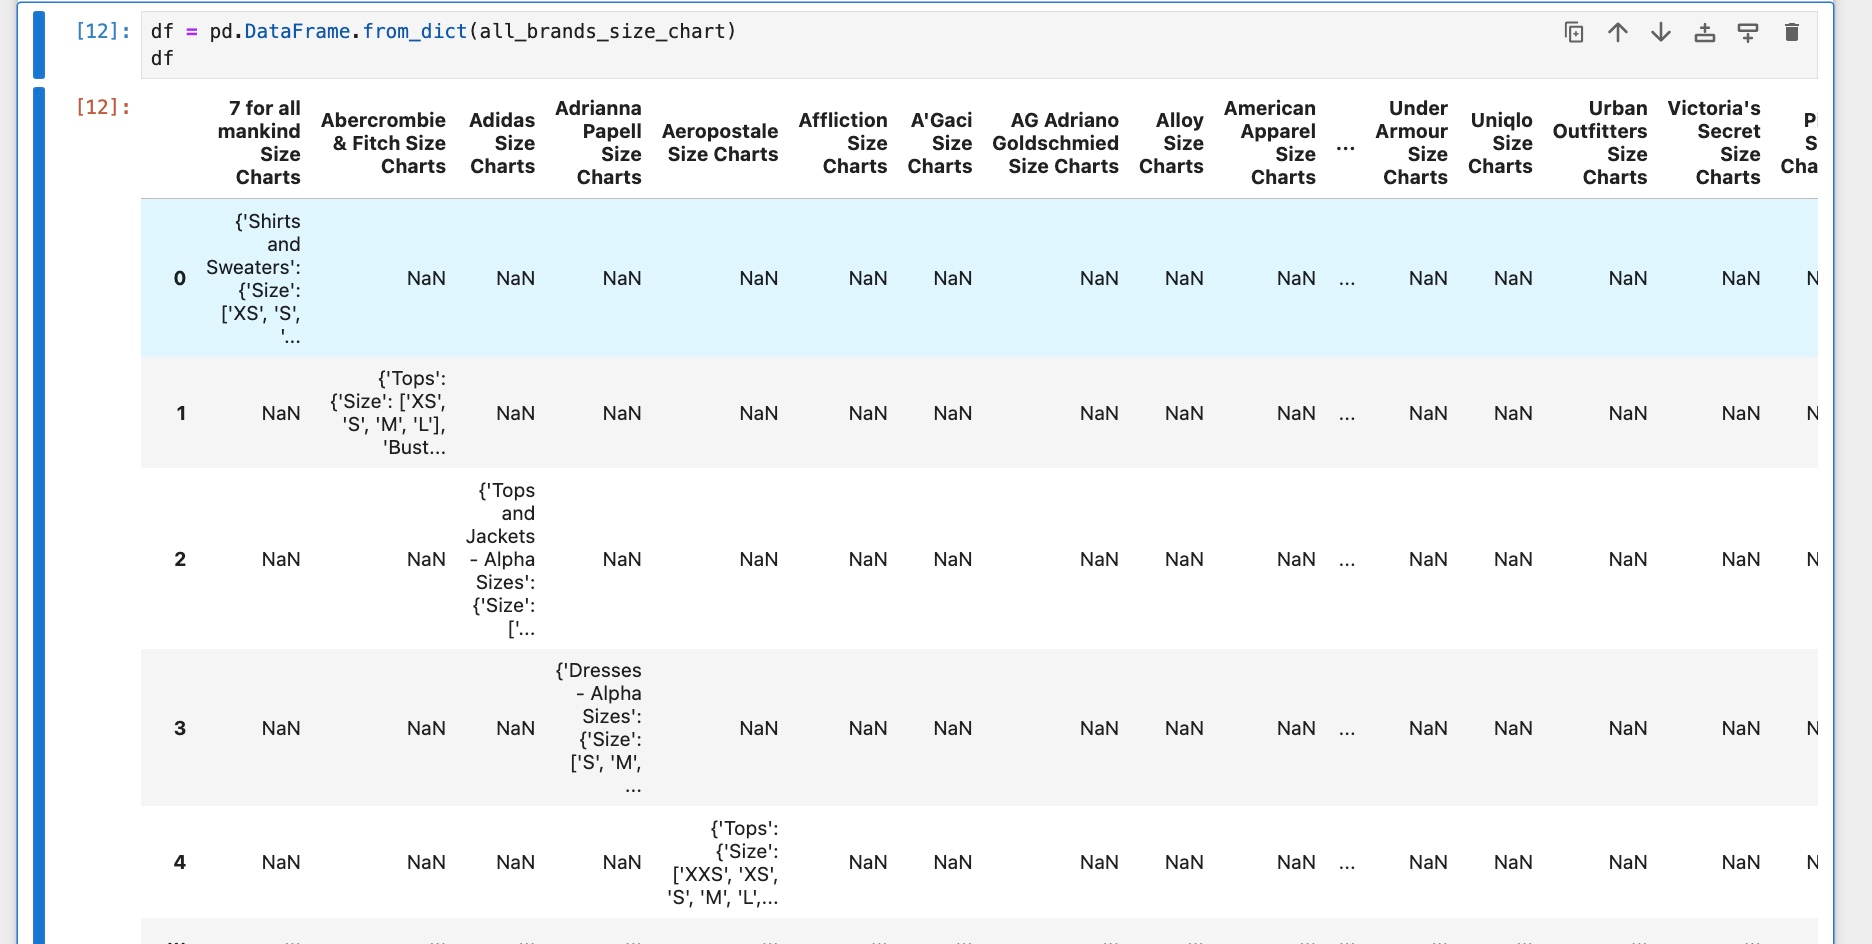 [12]: df = pd.DataFrame.from_dict(all_brands_size_chart)
df
[12]:
7 for all mankind Size Charts
Abercrombie & Fitch Size Charts
Adidas Size Charts
Adrianna Papell Size Charts
Aeropostale Size Charts
Affliction Size Charts
A'Gaci Size Charts
AG Adriano Goldschmied Size Charts
Alloy Size Charts
American Apparel Size Charts
...
Under Armour Size Charts
Uniqlo Size Charts
Urban Outfitters Size Charts
Victoria's Secret Size Charts
0 {'Shirts and Sweaters': {'Size': ['XS', 'S', '... NaN NaN NaN NaN NaN NaN NaN NaN NaN ... NaN NaN NaN NaN
1 NaN {'Tops': {'Size': ['XS', 'S', 'M', 'L'], 'Bust... NaN NaN NaN NaN NaN NaN NaN NaN ... NaN NaN NaN NaN
2 NaN NaN {'Tops and Jackets - Alpha Sizes': {'Size': ['... NaN NaN NaN NaN NaN NaN NaN ... NaN NaN NaN NaN
3 NaN NaN NaN {'Dresses - Alpha Sizes': {'Size': ['S', 'M', ... NaN NaN NaN NaN NaN NaN ... NaN NaN NaN NaN
4 NaN NaN NaN NaN {'Tops': {'Size': ['XXS', 'XS', 'S', 'M', 'L',... NaN NaN NaN NaN NaN ... NaN NaN NaN NaN